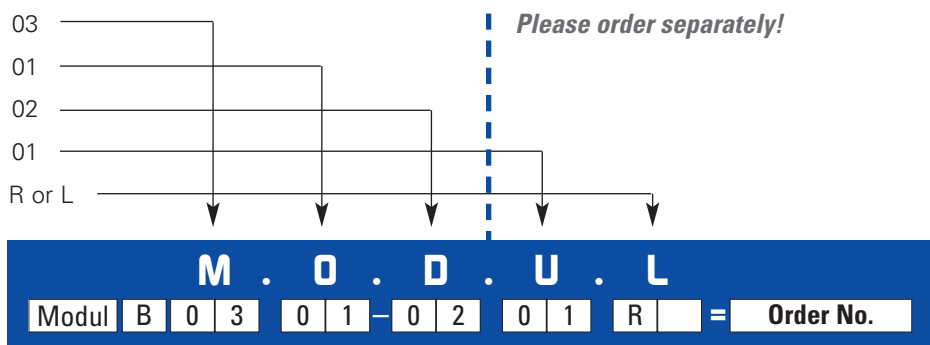 03
Please order separately!
01
02
01
R or L
M . O . D . U . L
Modul B 0 3 0 1 – 0 2 0 1 R = Order No.